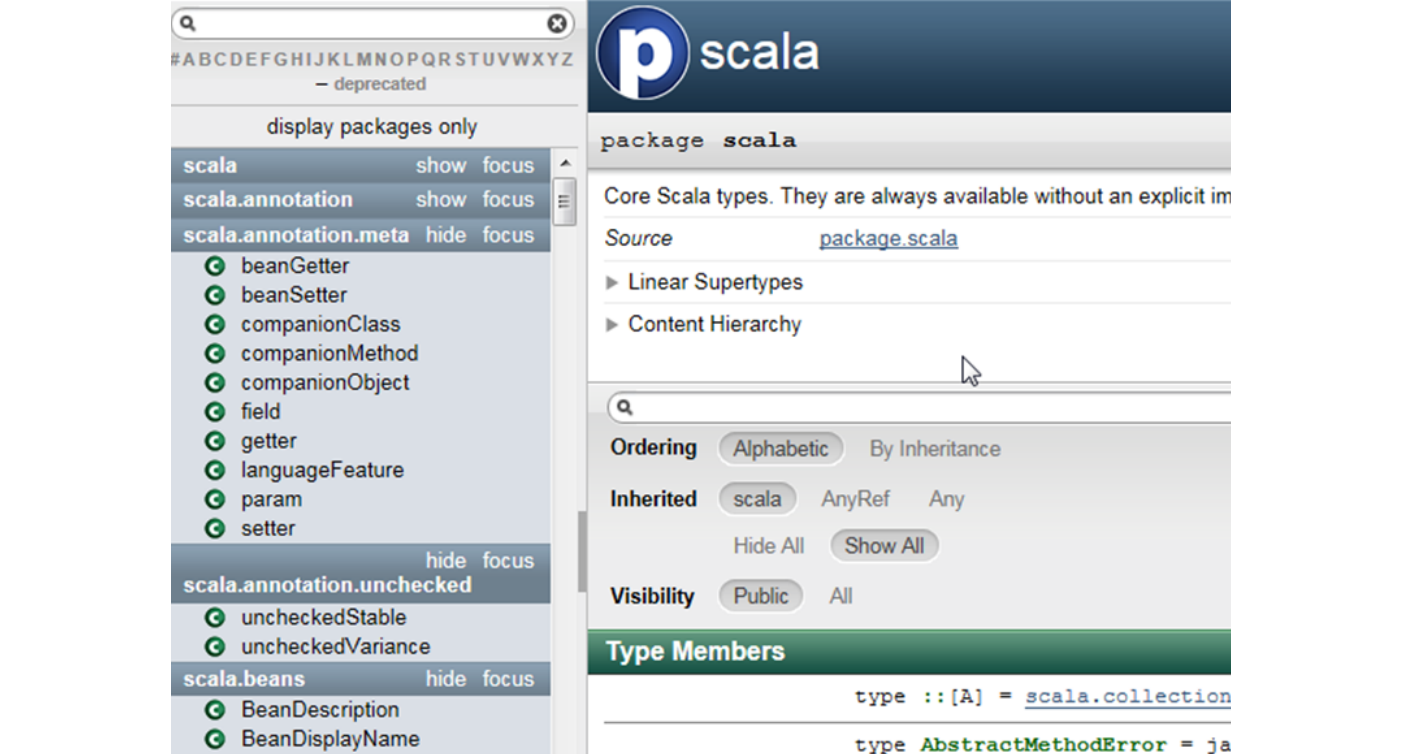 #ABCDEFGHIJKLMNOPQRSTUVWXYZ
– deprecated
display packages only
scala show focus
scala.annotation show focus
scala.annotation.meta hide focus
C beanGetter
C beanSetter
C companionClass
C companionMethod
C companionObject
C field
C getter
C languageFeature
C param
C setter
hide focus
scala.annotation.unchecked
C uncheckedStable
C uncheckedVariance
scala.beans hide focus
C BeanDescription
C BeanDisplayName
p scala
package scala
Core Scala types. They are always available without an explicit im
Source package.scala
Linear Supertypes
Content Hierarchy
Ordering Alphabetic By Inheritance
Inherited scala AnyRef Any
Hide All Show All
Visibility Public All
Type Members
type ::[A] = scala.collection
type AbstractMethodError = ja